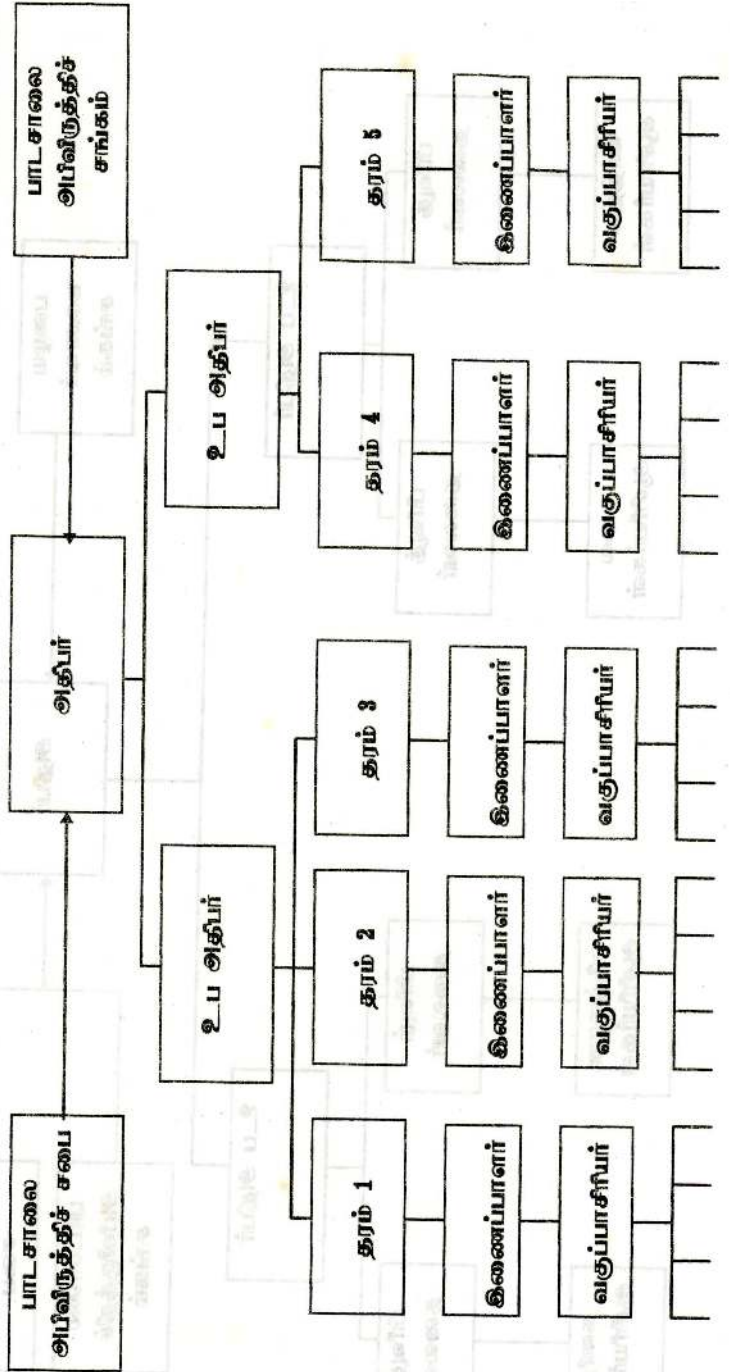 பாடசாலை
அபிவிருத்திச் சபை
அதிபர்
பாடசாலை
அபிவிருத்திச்
சங்கம்
உப அதிபர்
உப அதிபர்
தரம் 1
தரம் 2
தரம் 3
தரம் 4
தரம் 5
இணைப்பாளர்
இணைப்பாளர்
இணைப்பாளர்
இணைப்பாளர்
இணைப்பாளர்
வகுப்பாசிரியர்
வகுப்பாசிரியர்
வகுப்பாசிரியர்
வகுப்பாசிரியர்
வகுப்பாசிரியர்